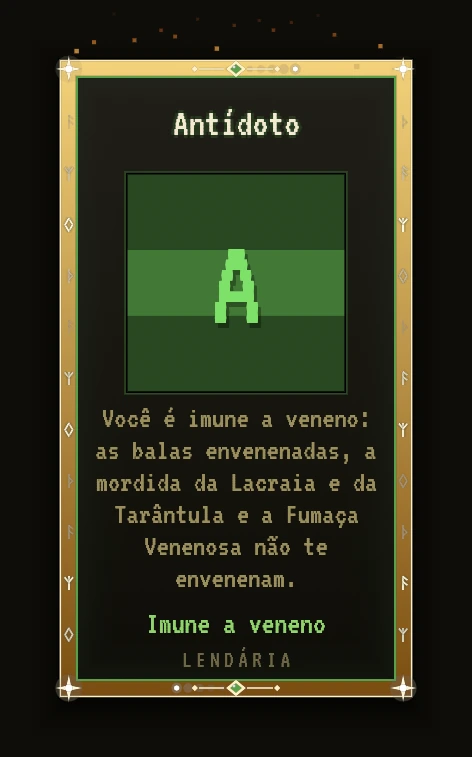 Antídoto
A
Você é imune a veneno:
as balas envenenadas, a
mordida da Lacraia e da
Tarântula e a Fumaça
Venenosa não te
envenenam.
Imune a veneno
LENDÁRIA